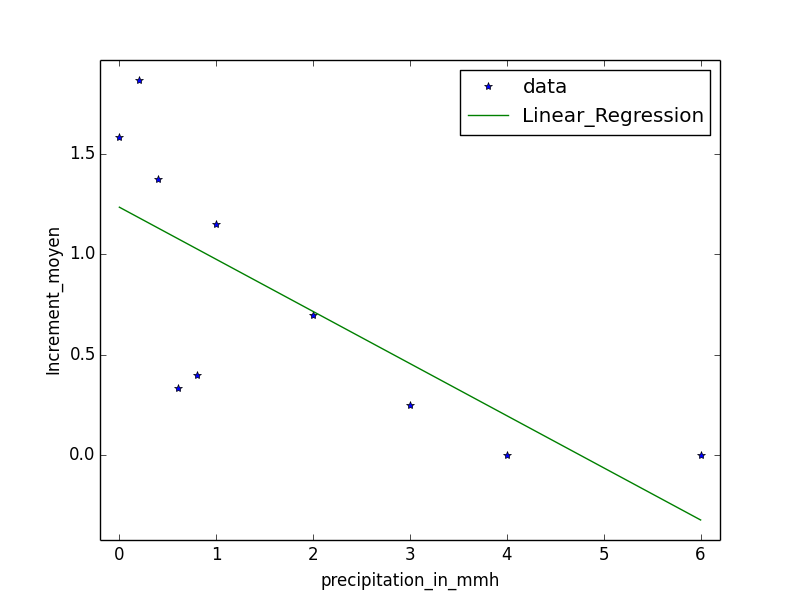 data
Linear_Regression
1.5
1.0
0.5
0.0
Increment_moyen
0 1 2 3 4 5 6
precipitation_in_mmh